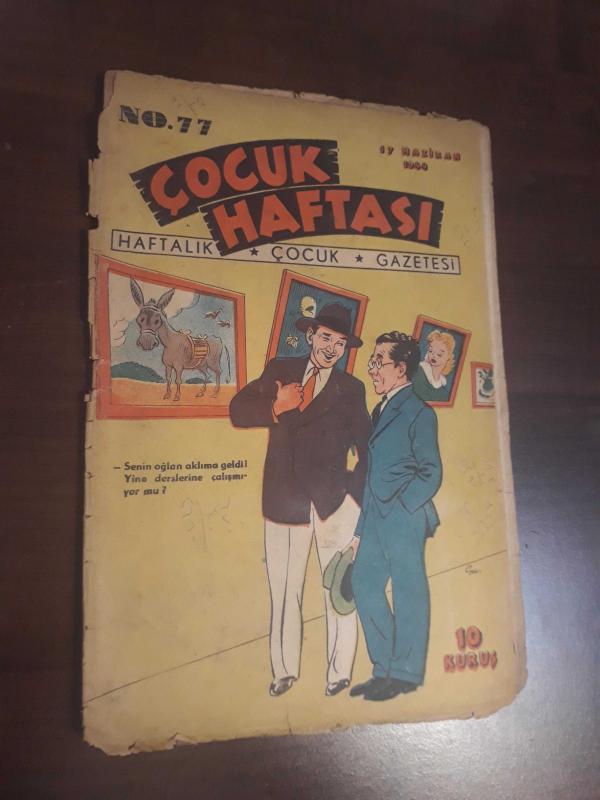 NO.77
17 HAZİRAN
1944
ÇOCUK
HAFTASI
HAFTALIK ★ ÇOCUK ★ GAZETESİ
— Senin oğlan aklıma geldi!
Yine derslerine çalışmı-
yor mu?
10
KURUŞ